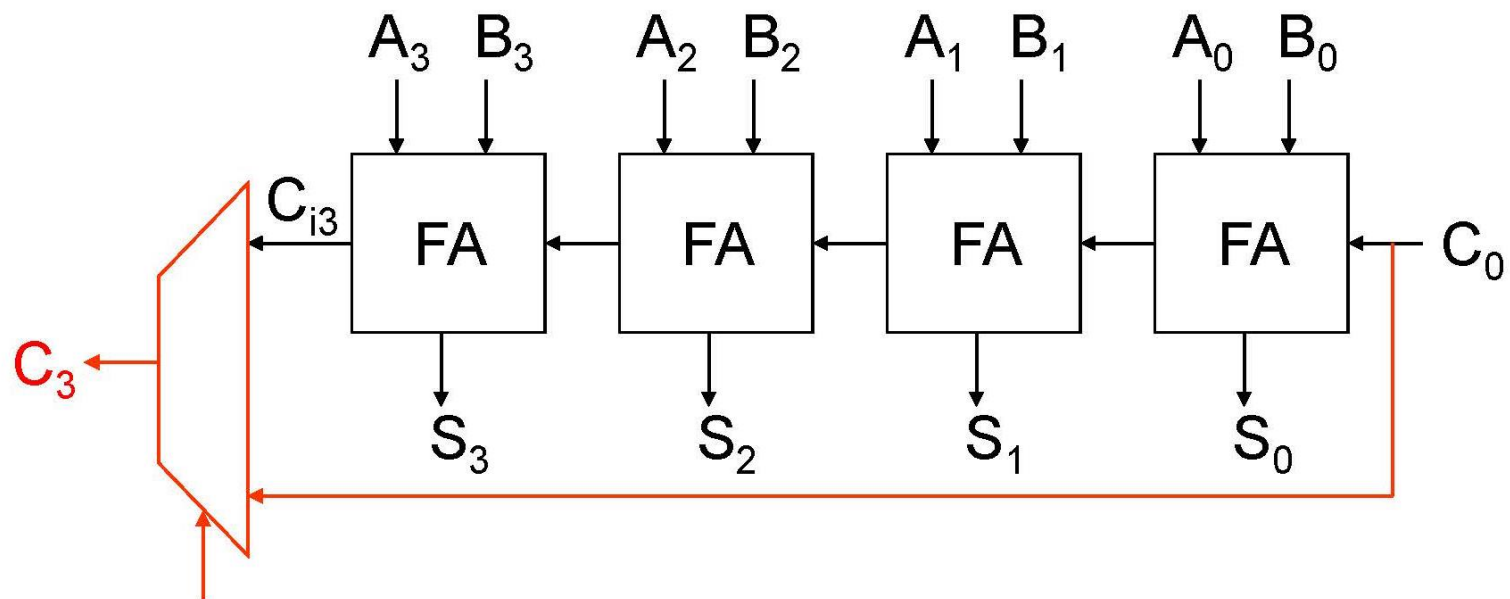 A₃ B₃ A₂ B₂ A₁ B₁ A₀ B₀
Cᵢ₃ FA FA FA FA C₀
C₃
S₃ S₂ S₁ S₀